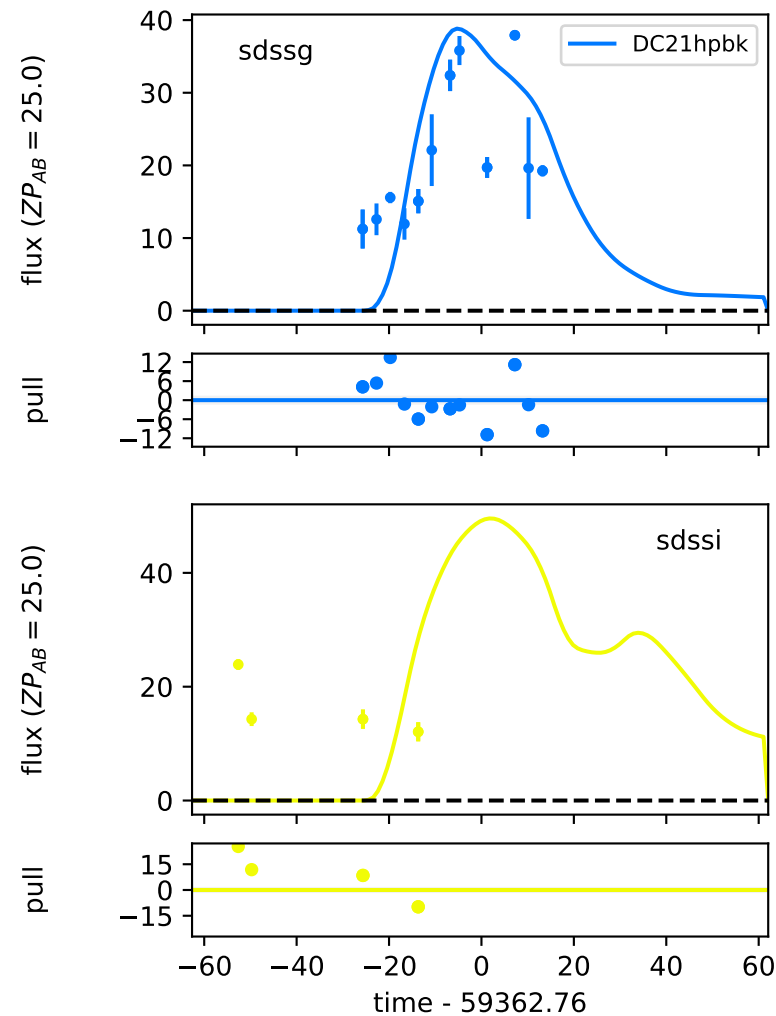 40
30
20
10
0
flux (ZP_AB = 25.0)
sdssg
DC21hpbk
12
6
0
−6
−12
pull
40
20
0
flux (ZP_AB = 25.0)
sdssi
15
0
−15
pull
−60 −40 −20 0 20 40 60
time - 59362.76